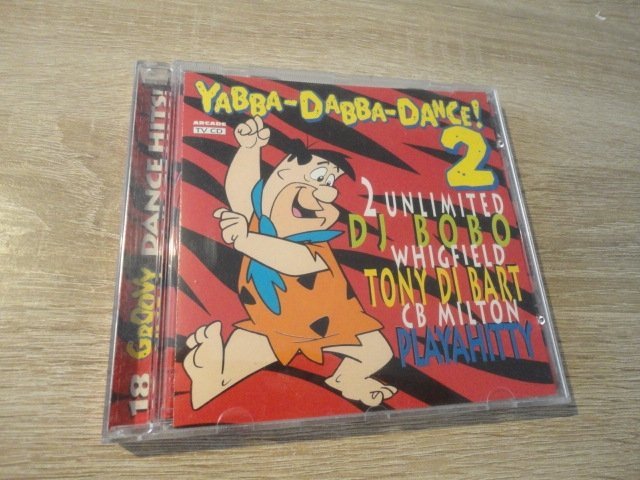 YABBA-DABBA-DANCE!
2
ARCADE
TV-CD
2 UNLIMITED
DJ BOBO
WHIGFIELD
TONY DI BART
CB MILTON
PLAYAHITTY
18 GROOVY DANCE HITS!